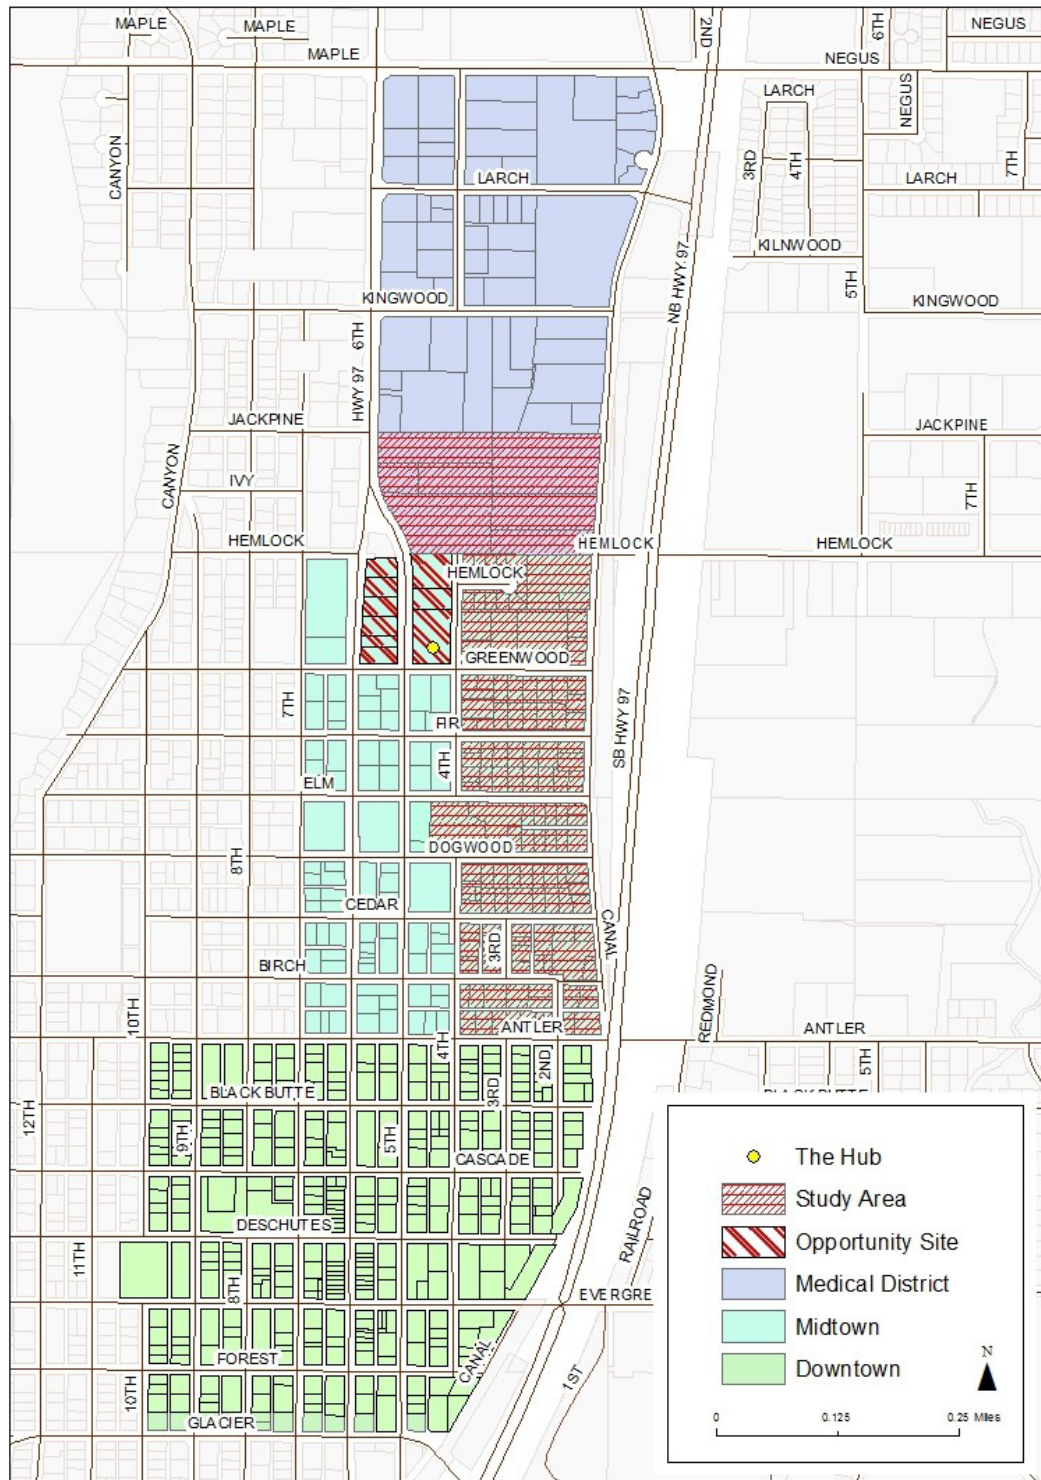 MAPLE
MAPLE
MAPLE
2ND
6TH
NEGUS
NEGUS
NEGUS
LARCH
3RD
4TH
7TH
CANYON
LARCH
LARCH
KILNWOOD
KINGWOOD
5TH
KINGWOOD
NB HWY 97
6TH
HWY 97
JACKPINE
JACKPINE
CANYON
IVY
7TH
HEMLOCK
HEMLOCK
HEMLOCK
HEMLOCK
GREENWOOD
7TH
FIR
SB HWY 97
4TH
ELM
DOGWOOD
8TH
CEDAR
CANAL
3RD
BIRCH
REDMOND
10TH
ANTLER
ANTLER
4TH
2ND
5TH
BLACK BUTTE
BLACK BUTTE
3RD
12TH
9TH
5TH
CASCADE
DESCHUTES
RAILROAD
11TH
8TH
EVERGRE
FOREST
CANAL
1ST
10TH
GLACIER
The Hub
Study Area
Opportunity Site
Medical District
Midtown
Downtown
N
0 0.125 0.25 Miles